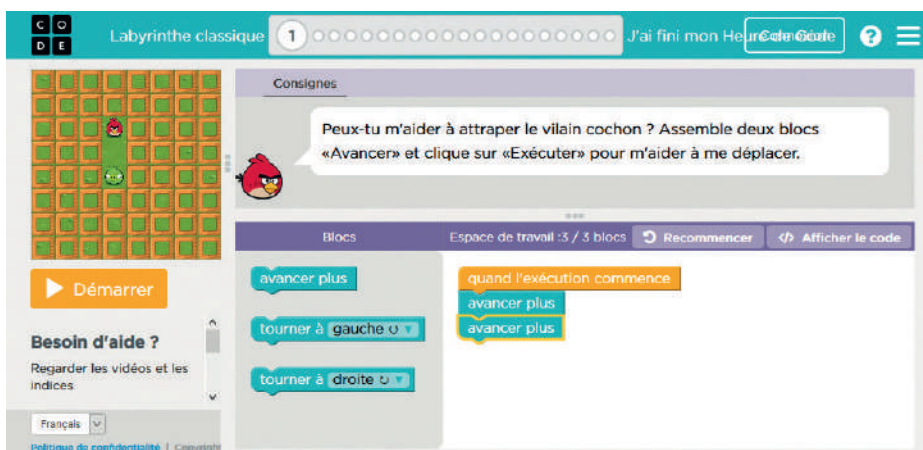 C O
D E
Labyrinthe classique
1
J'ai fini mon Heure de Code
Consignes
Peux-tu m'aider à attraper le vilain cochon ? Assemble deux blocs
«Avancer» et clique sur «Exécuter» pour m'aider à me déplacer.
Blocs
Espace de travail :3 / 3 blocs
Recommencer
</> Afficher le code
Démarrer
avancer plus
tourner à gauche
tourner à droite
quand l'exécution commence
avancer plus
avancer plus
Besoin d'aide ?
Regarder les vidéos et les
indices
Français
Politique de confidentialité | Copyright